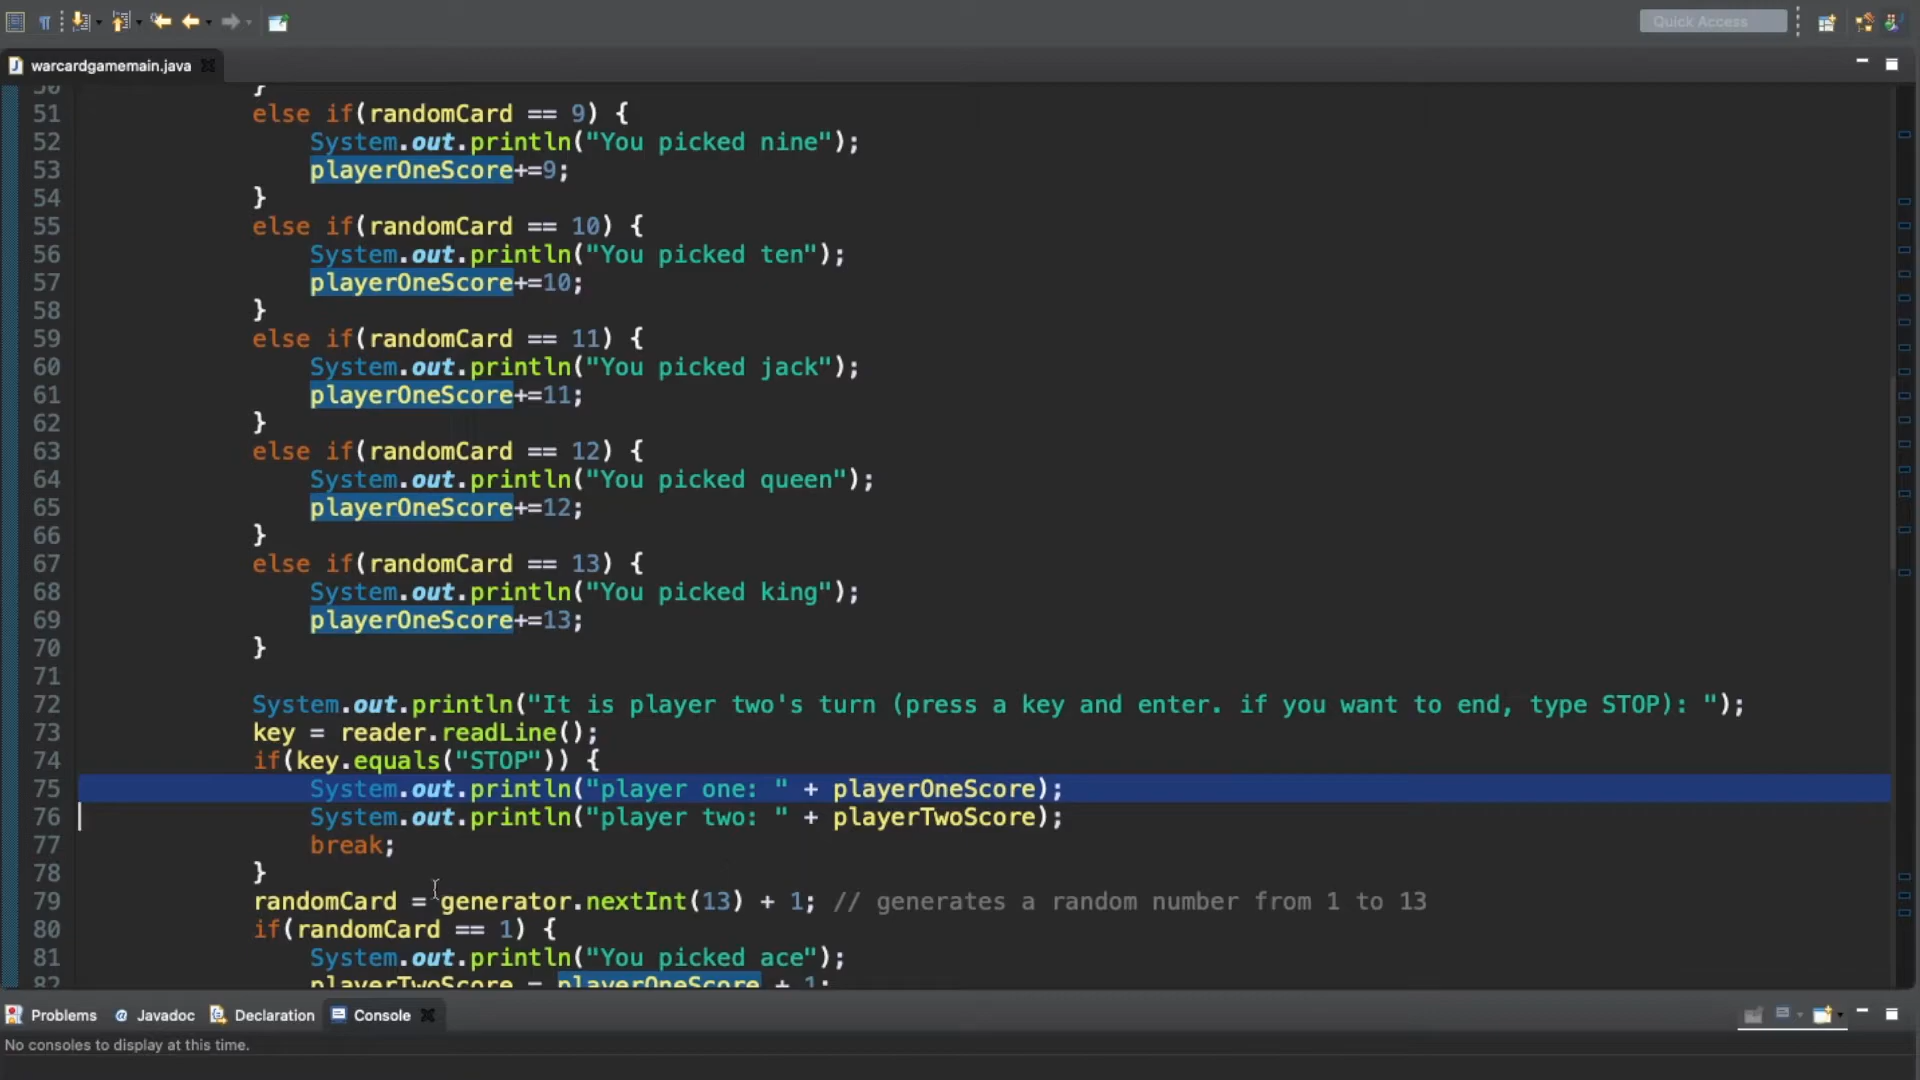 Quick Access
warcardgamemain.java
50 }
51 else if(randomCard == 9) {
52 System.out.println("You picked nine");
53 playerOneScore+=9;
54 }
55 else if(randomCard == 10) {
56 System.out.println("You picked ten");
57 playerOneScore+=10;
58 }
59 else if(randomCard == 11) {
60 System.out.println("You picked jack");
61 playerOneScore+=11;
62 }
63 else if(randomCard == 12) {
64 System.out.println("You picked queen");
65 playerOneScore+=12;
66 }
67 else if(randomCard == 13) {
68 System.out.println("You picked king");
69 playerOneScore+=13;
70 }
71
72 System.out.println("It is player two's turn (press a key and enter. if you want to end, type STOP): ");
73 key = reader.readLine();
74 if(key.equals("STOP")) {
75 System.out.println("player one: " + playerOneScore);
76 System.out.println("player two: " + playerTwoScore);
77 break;
78 }
79 randomCard = generator.nextInt(13) + 1; // generates a random number from 1 to 13
80 if(randomCard == 1) {
81 System.out.println("You picked ace");
82 playerTwoScore = playerOneScore + 1;
Problems @ Javadoc Declaration Console
No consoles to display at this time.